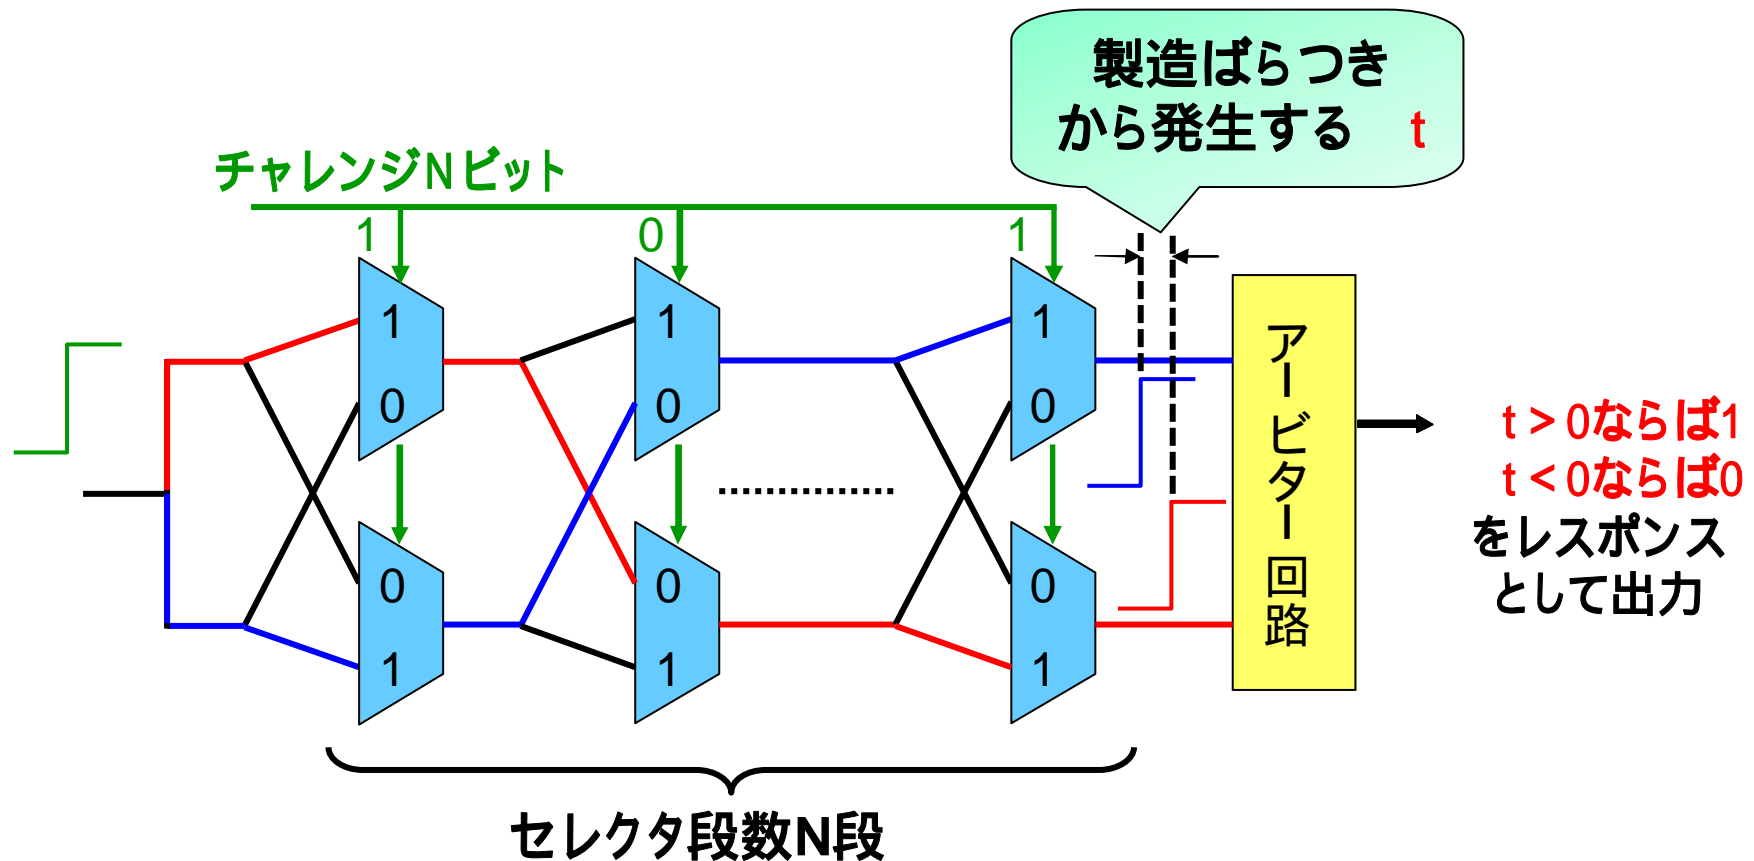 製造ばらつき
から発生する t
チャレンジNビット
1 0 1
1 1 1
0 0 0
0 0 0
1 1 1
アービター回路
t > 0ならば1
t < 0ならば0
をレスポンス
として出力
セレクタ段数N段